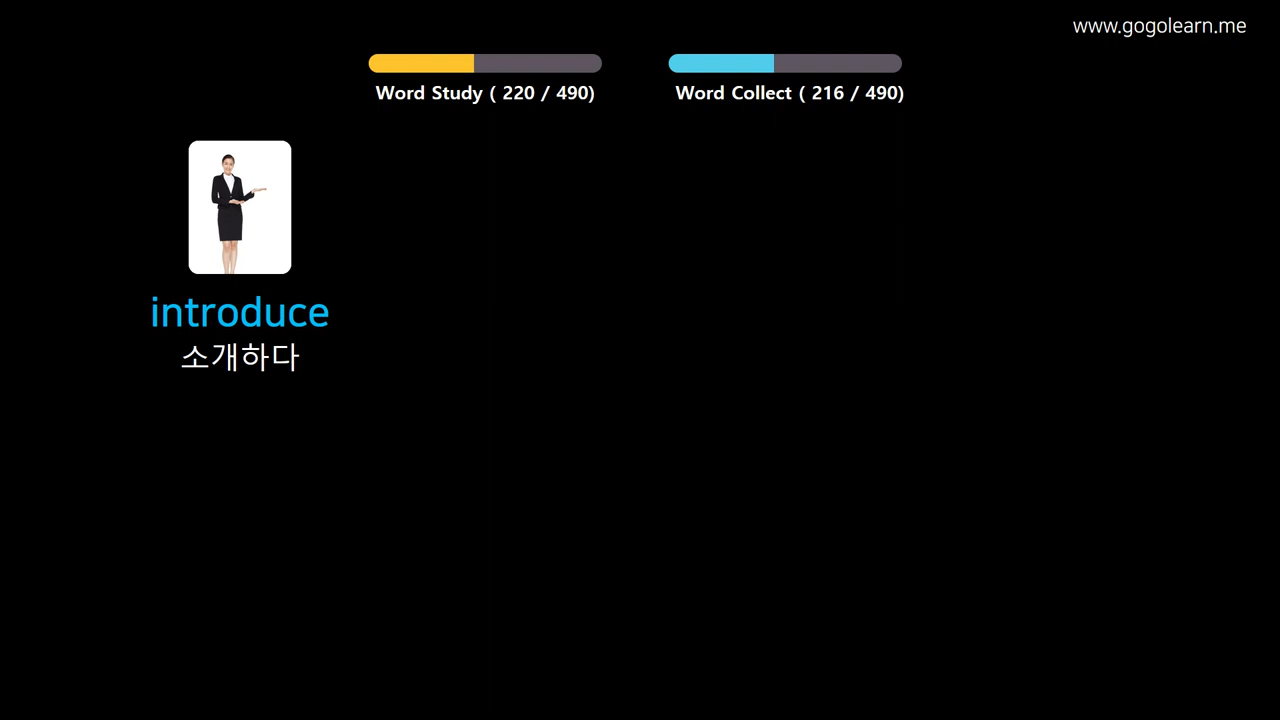 www.gogolearn.me
Word Study ( 220 / 490)
Word Collect ( 216 / 490)
introduce
소개하다